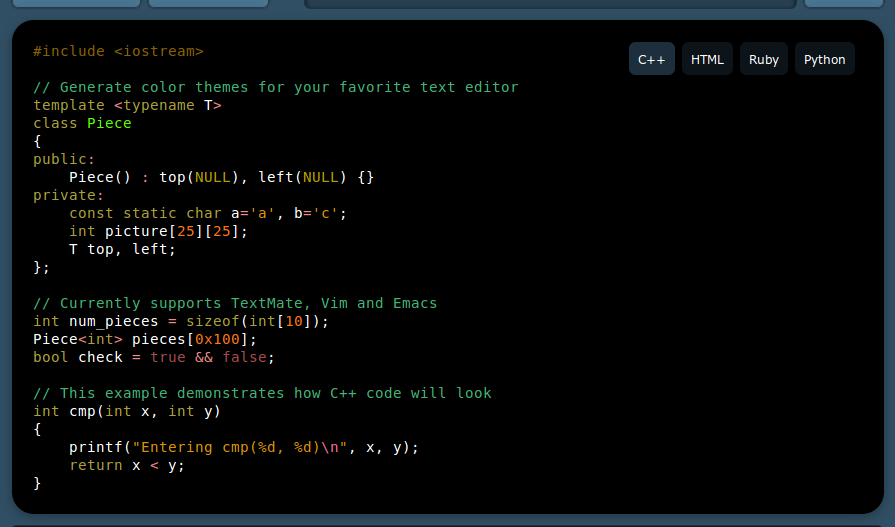 #include <iostream>
C++ HTML Ruby Python
// Generate color themes for your favorite text editor
template <typename T>
class Piece
{
public:
    Piece() : top(NULL), left(NULL) {}
private:
    const static char a='a', b='c';
    int picture[25][25];
    T top, left;
};
// Currently supports TextMate, Vim and Emacs
int num_pieces = sizeof(int[10]);
Piece<int> pieces[0x100];
bool check = true && false;
// This example demonstrates how C++ code will look
int cmp(int x, int y)
{
    printf("Entering cmp(%d, %d)\n", x, y);
    return x < y;
}